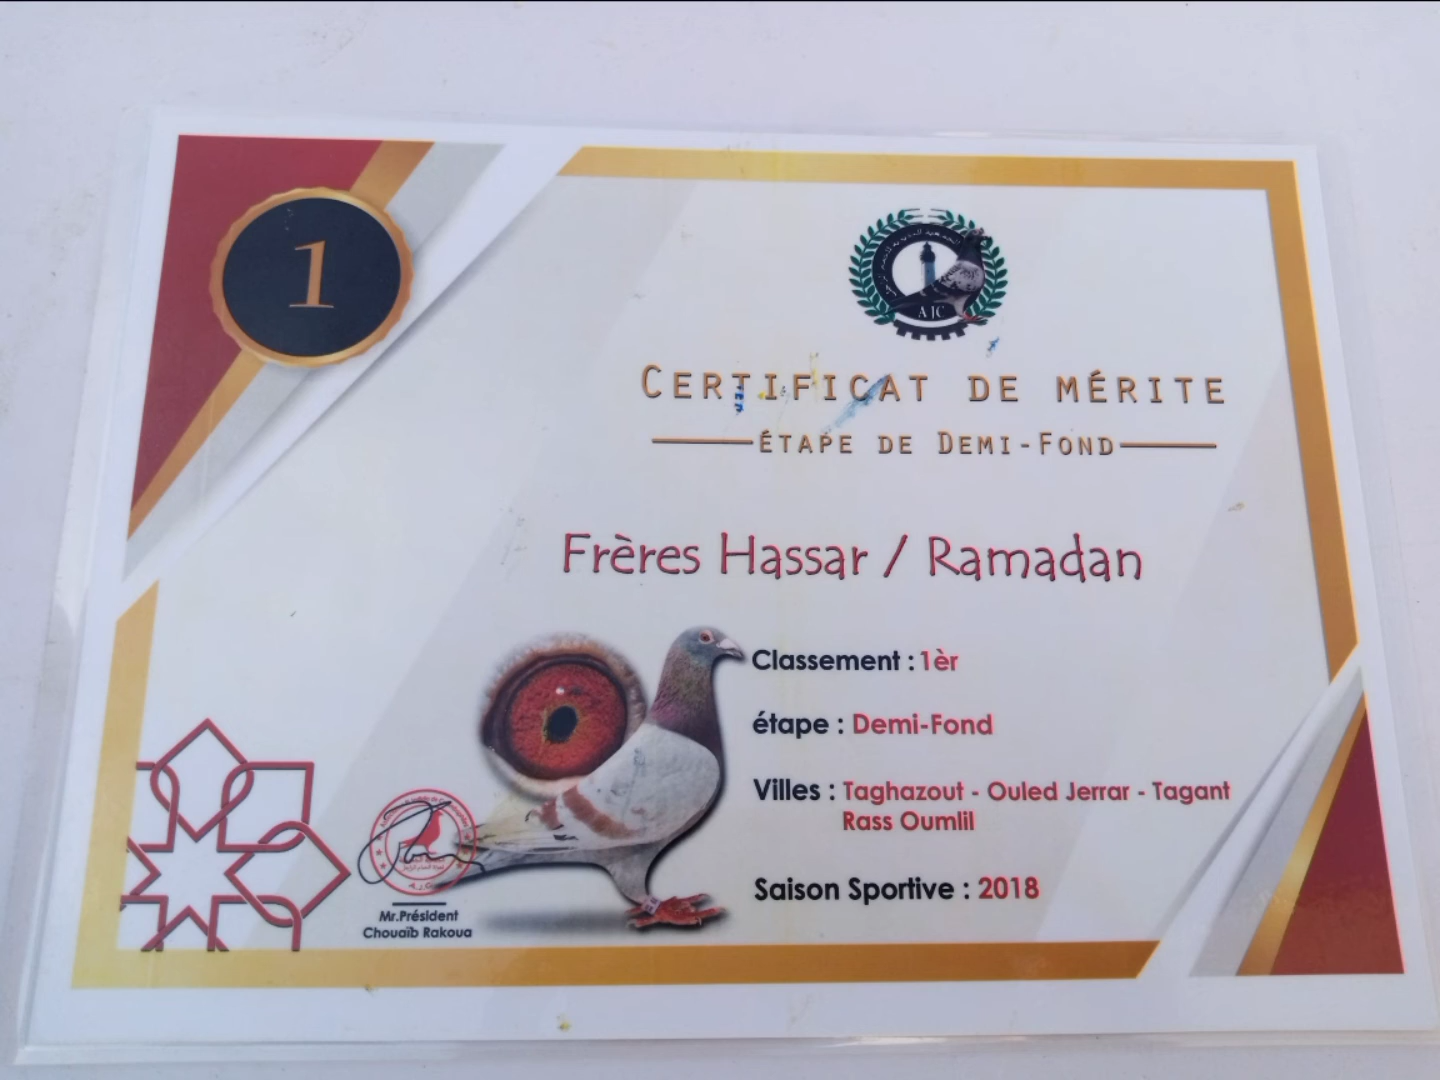 1
AJC
CERTIFICAT DE MÉRITE
ÉTAPE DE DEMI-FOND
Frères Hassar / Ramadan
Classement : 1èr
étape : Demi-Fond
Villes : Taghazout - Ouled Jerrar - Tagant
Rass Oumlil
Saison Sportive : 2018
Mr.Président
Chouaïb Rakoua